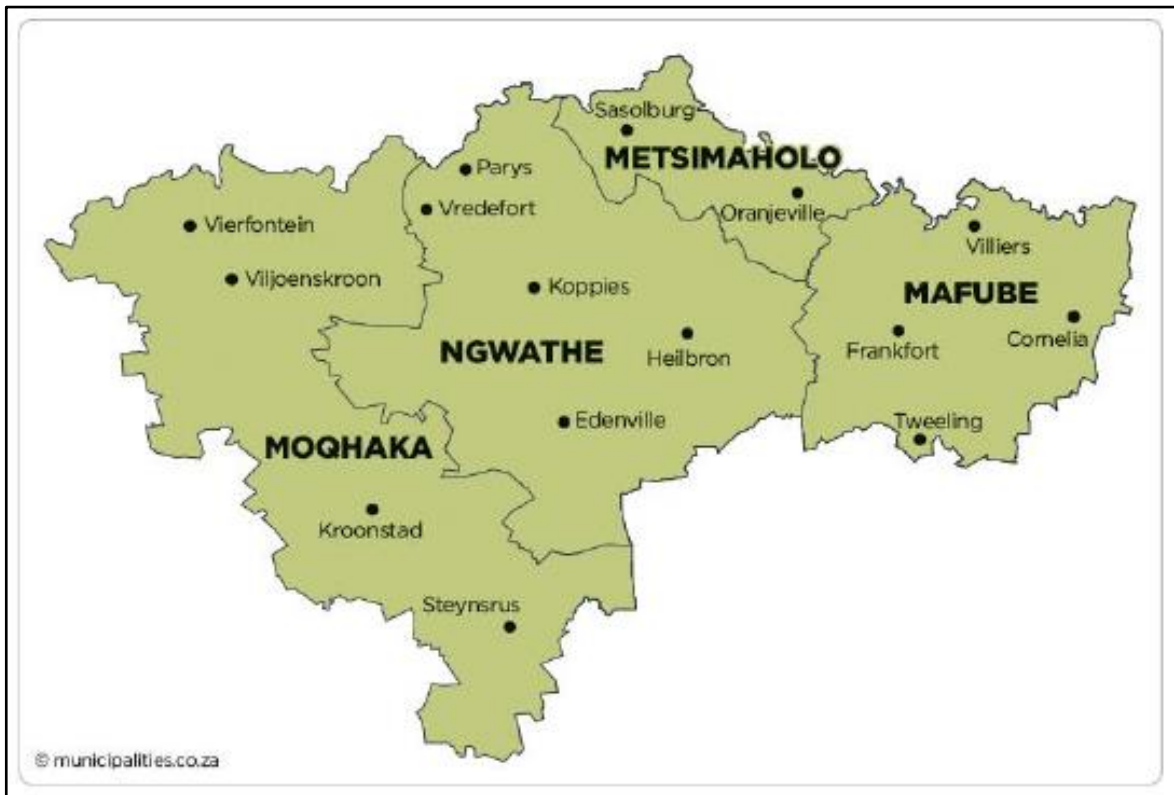 Sasolburg
METSIMAHOLO
Parys
Vredefort
Oranjeville
Vierfontein
Villiers
Viljoenskroon
Koppies
MAFUBE
NGWATHE
Heilbron
Frankfort
Cornelia
Edenville
Tweeling
MOQHAKA
Kroonstad
Steynsrus
© municipalities.co.za